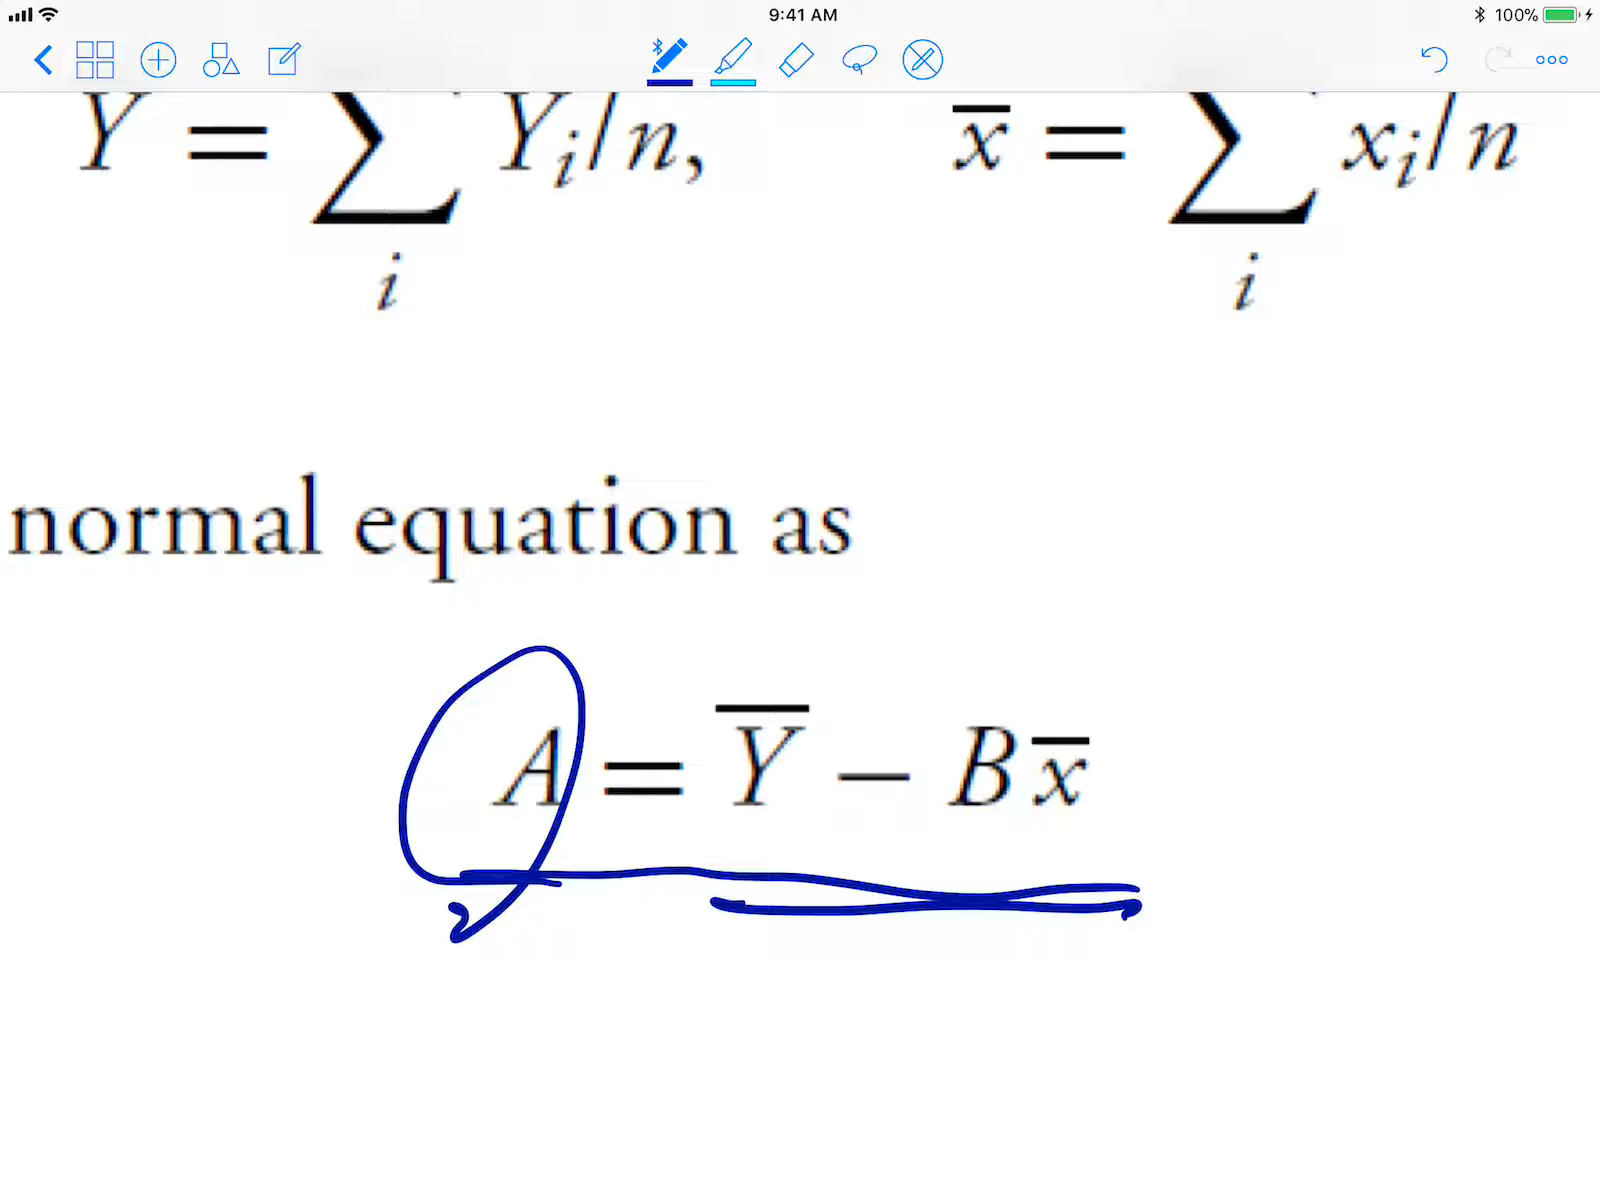 9:41 AM 100%
Y = ∑ Yᵢ/n, x̄ = ∑ xᵢ/n
i i
normal equation as
A = Y̅ − Bx̄